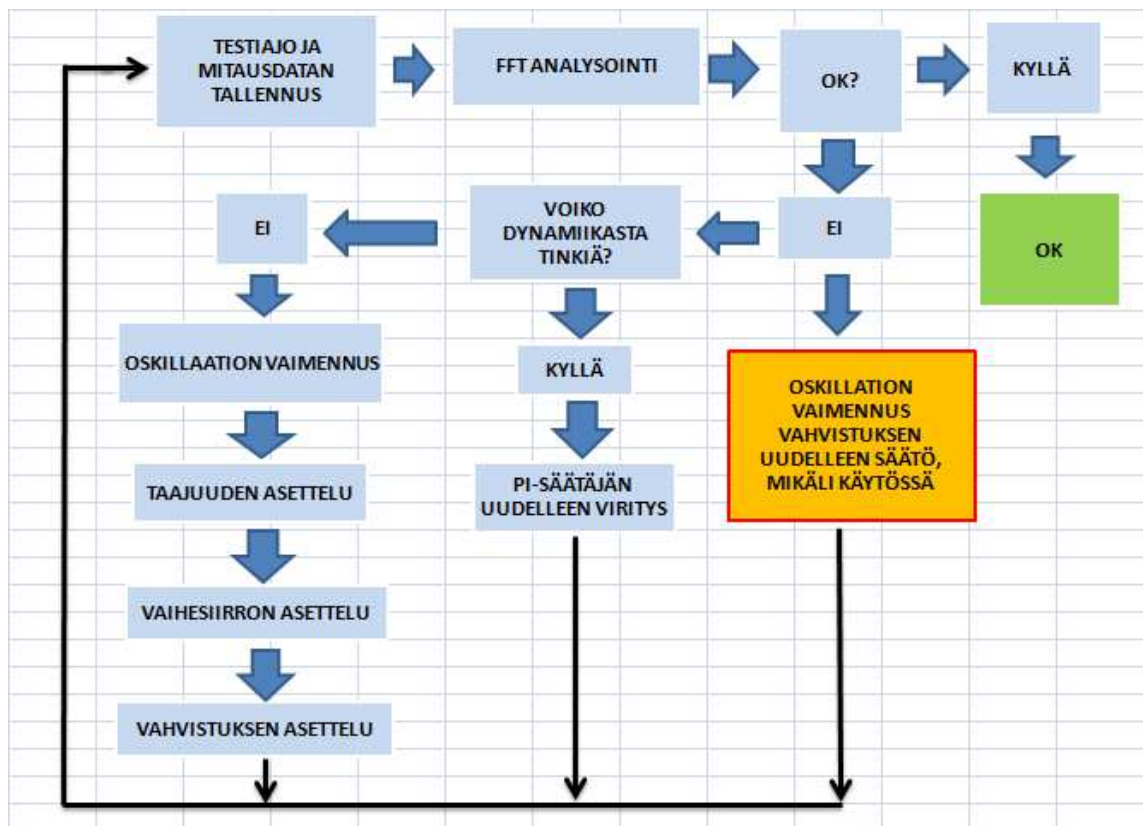 TESTIAJO JA
MITAUSDATAN
TALLENNUS
FFT ANALYSOINTI
OK?
KYLLÄ
EI
VOIKO
DYNAMIIKASTA
TINKIÄ?
EI
OK
OSKILLAATION VAIMENNUS
KYLLÄ
OSKILLATION
VAIMENNUS
VAHVISTUKSEN
UUDELLEEN SÄÄTÖ,
MIKÄLI KÄYTÖSSÄ
TAAJUUDEN ASETTELU
PI-SÄÄTÄJÄN
UUDELLEEN VIRITYS
VAIHESIIRRON ASETTELU
VAHVISTUKSEN ASETTELU